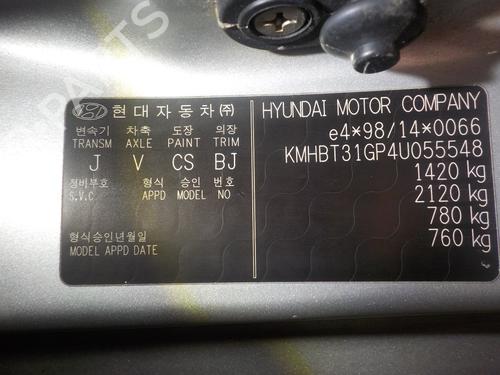 현대자동차㈜
변속기 차축 도장 의장
TRANSM AXLE PAINT TRIM
J V CS BJ
정비부호 형식 승인 번호
S.V.C APPD MODEL NO
형식승인년월일
MODEL APPD DATE
HYUNDAI MOTOR COMPANY
e4*98/14*0066
KMHBT31GP4U055548
1420 kg
2120 kg
780 kg
760 kg
PARTS